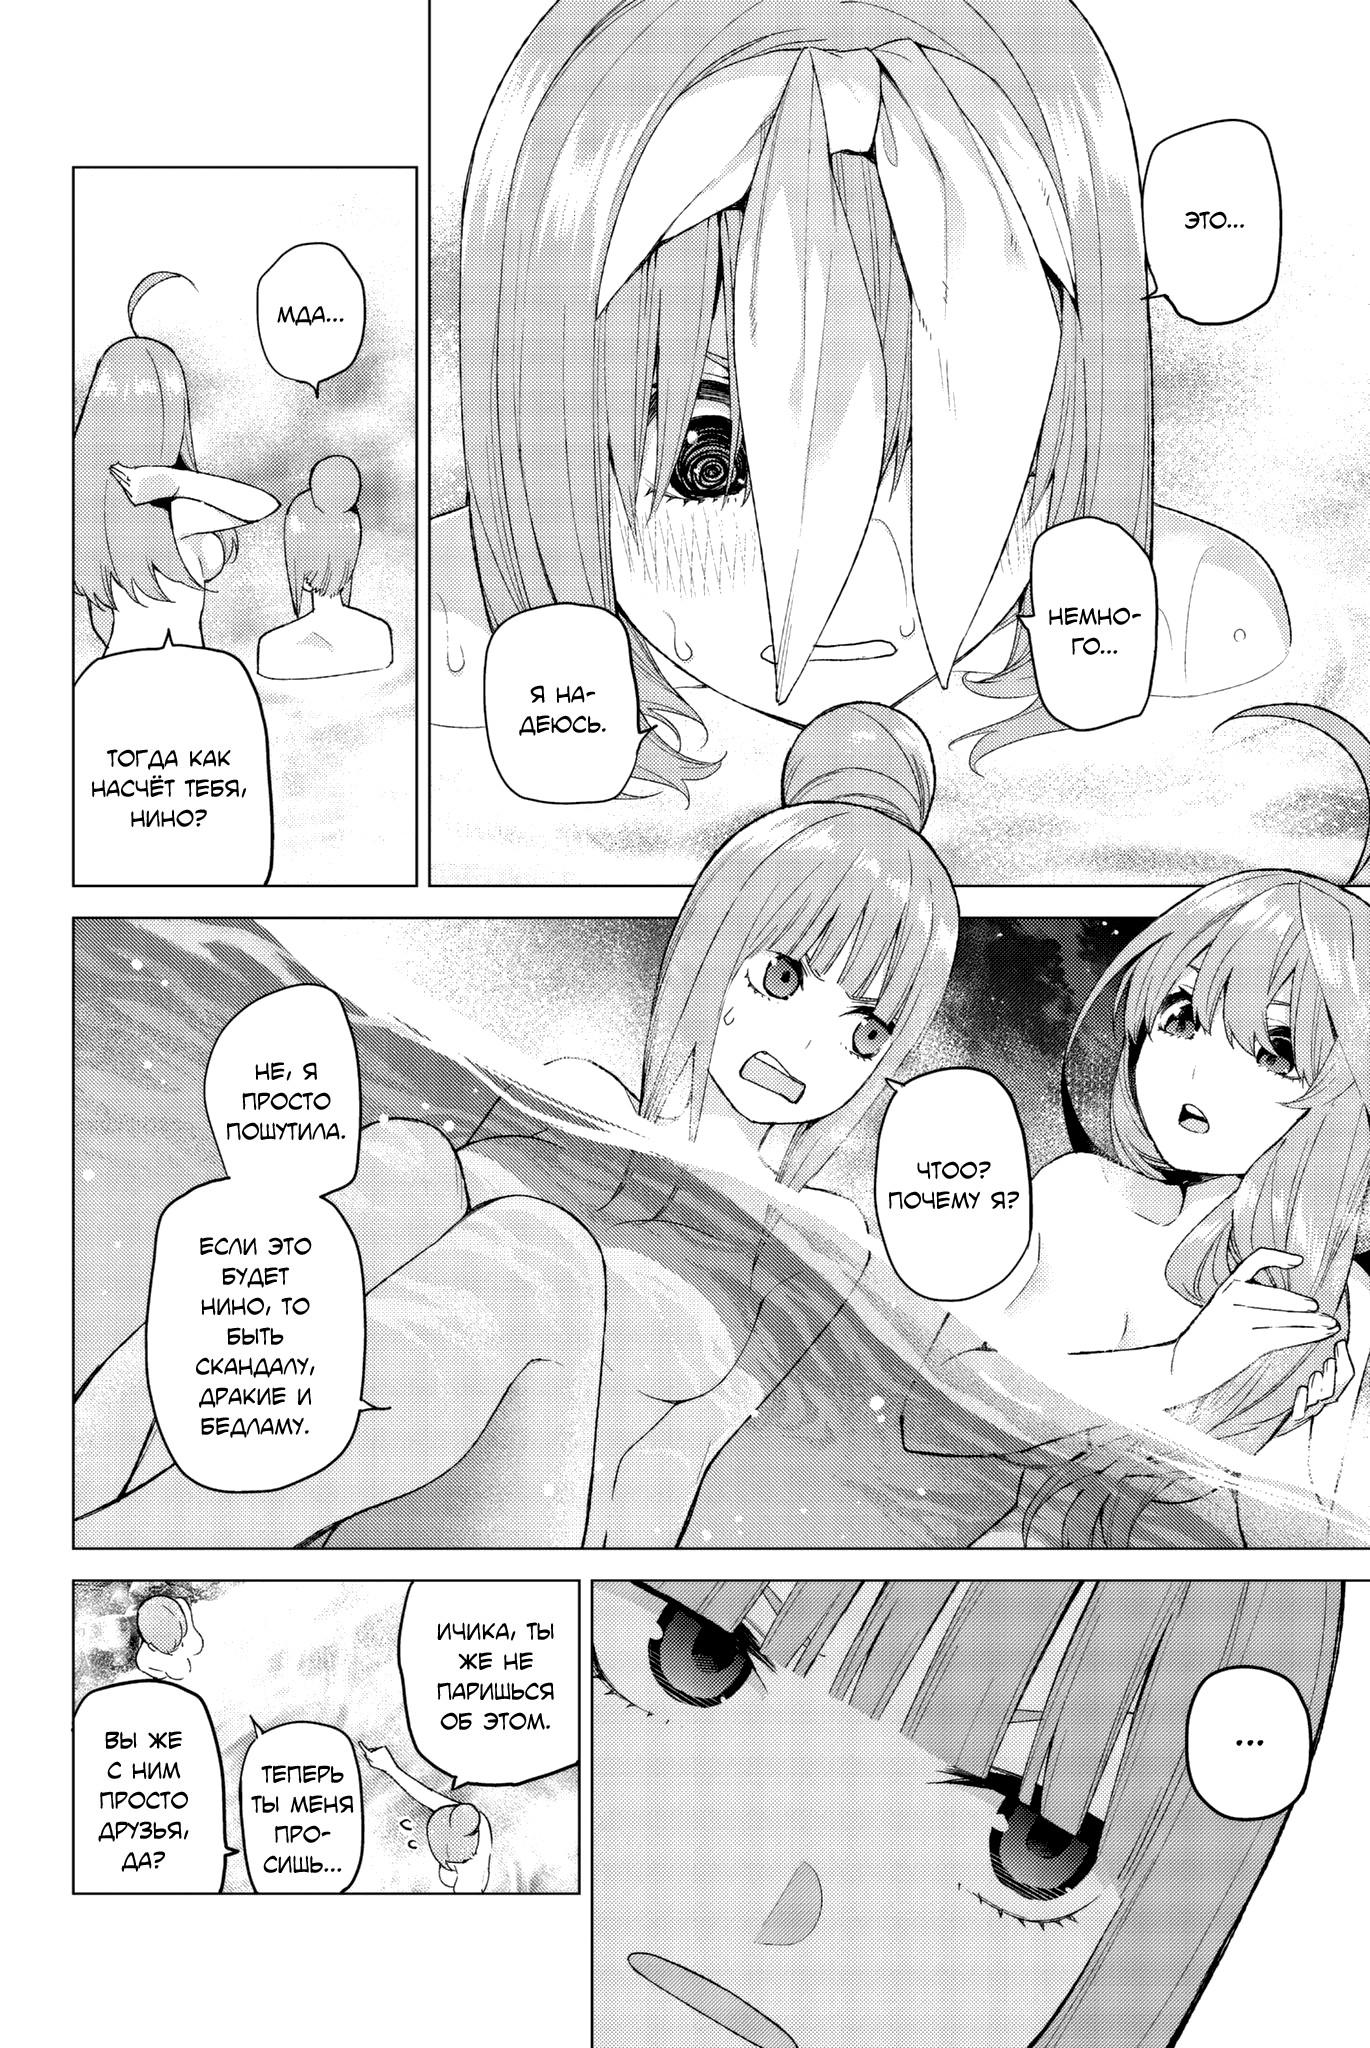 ЭТО...
НЕМНО-
ГО...
Я НА-
ДЕЮСЬ.
МДА...
ТОГДА КАК
НАСЧЁТ ТЕБЯ,
НИНО?
ЧТОО?
ПОЧЕМУ Я?
НЕ, Я
ПРОСТО
ПОШУТИЛА.
ЕСЛИ ЭТО
БУДЕТ
НИНО, ТО
БЫТЬ
СКАНДАЛУ,
ДРАКИЕ И
БЕДЛАМУ.
...
ИЧИКА, ТЫ
ЖЕ НЕ
ПАРИШЬСЯ
ОБ ЭТОМ.
ТЕПЕРЬ
ТЫ МЕНЯ
ПРО-
СИШЬ...
ВЫ ЖЕ
С НИМ
ПРОСТО
ДРУЗЬЯ,
ДА?